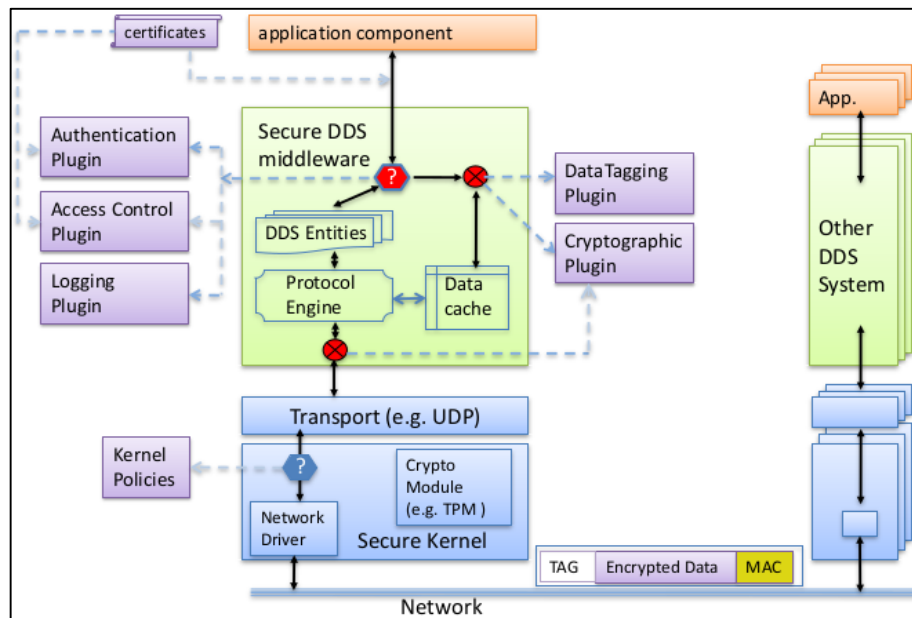 certificates
application component
App.
Authentication
Plugin
Secure DDS
middleware
?
DataTagging
Plugin
Access Control
Plugin
DDS Entities
Cryptographic
Plugin
Other
DDS
System
Logging
Plugin
Protocol
Engine
Data
cache
Transport (e.g. UDP)
Kernel
Policies
?
Crypto
Module
(e.g. TPM )
Network
Driver
Secure Kernel
TAG
Encrypted Data
MAC
Network